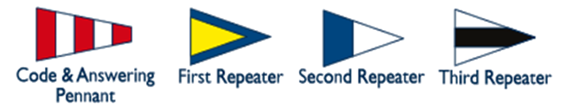 Code & Answering
Pennant
First Repeater
Second Repeater
Third Repeater